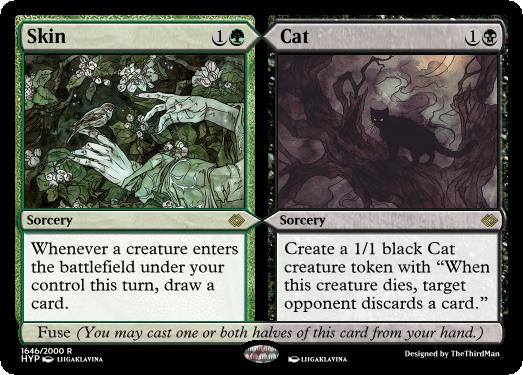 Skin
Sorcery
Whenever a creature enters
the battlefield under your
control this turn, draw a
card.
Cat
Sorcery
Create a 1/1 black Cat
creature token with “When
this creature dies, target
opponent discards a card.”
Fuse (You may cast one or both halves of this card from your hand.)
1646/2000 R
HYP LIIGAKLAVINA
LIIGAKLAVINA
Designed by TheThirdMan